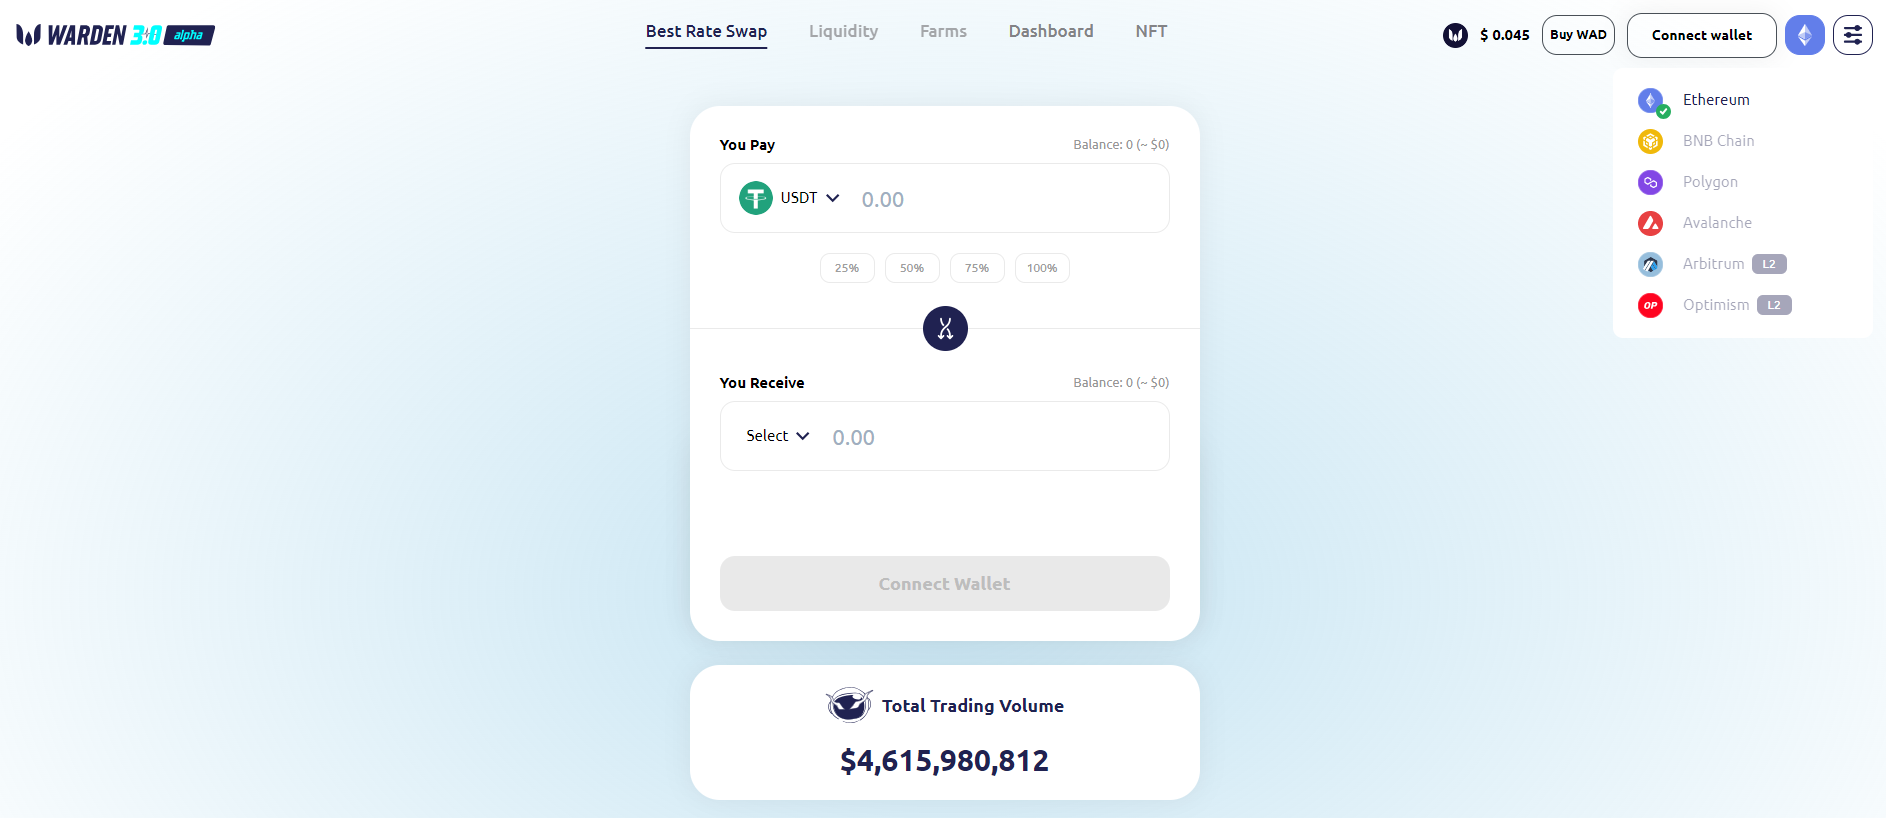 WARDEN 3.0 alpha
Best Rate Swap Liquidity Farms Dashboard NFT
$ 0.045 Buy WAD Connect wallet
Ethereum
BNB Chain
Polygon
Avalanche
Arbitrum L2
OP Optimism L2
You Pay Balance: 0 (~ $0)
USDT 0.00
25% 50% 75% 100%
You Receive Balance: 0 (~ $0)
Select 0.00
Connect Wallet
Total Trading Volume
$4,615,980,812